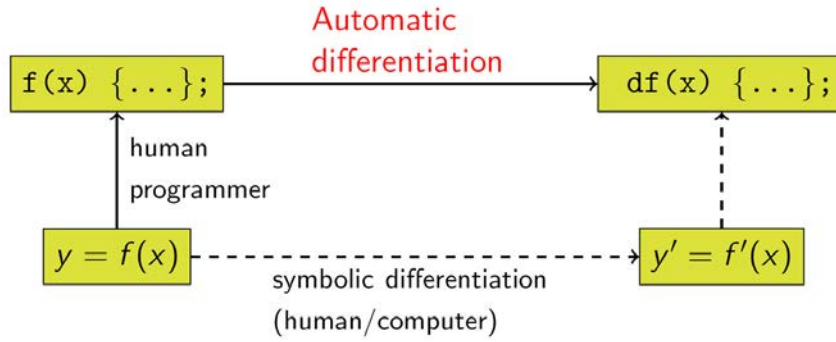 Automatic
differentiation
f(x) {...};
df(x) {...};
human
programmer
y = f(x)
y′ = f′(x)
symbolic differentiation
(human/computer)